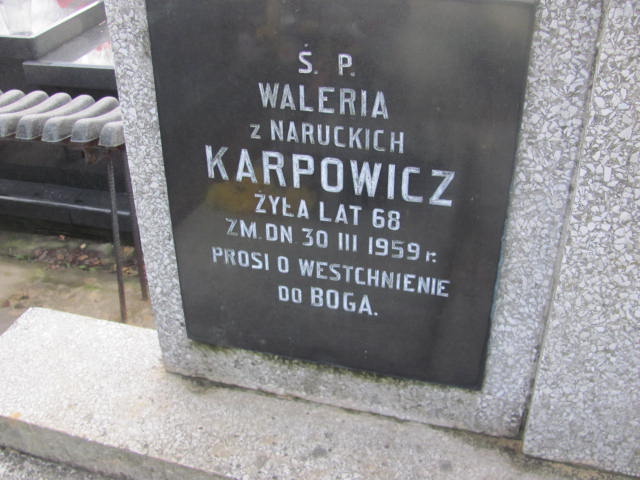 Ś. P.
WALERIA
z NARUCKICH
KARPOWICZ
ŻYŁA LAT 68
ZM. DN. 30 III 1959 r.
PROSI O WESTCHNIENIE
DO BOGA.